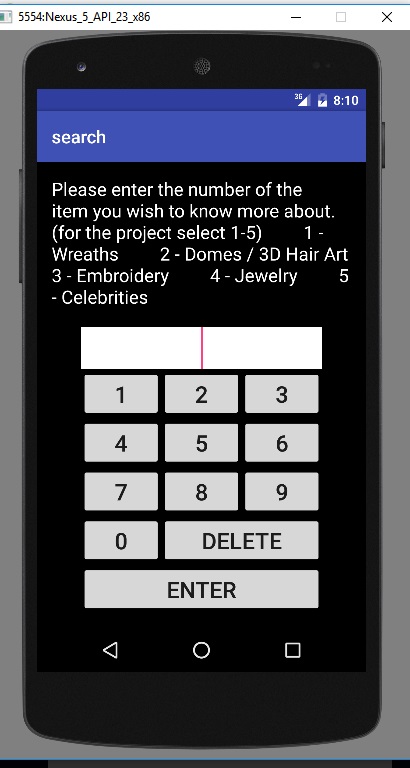 5554:Nexus_5_API_23_x86
3G 8:10
search
Please enter the number of the
item you wish to know more about.
(for the project select 1-5) 1 -
Wreaths 2 - Domes / 3D Hair Art
3 - Embroidery 4 - Jewelry 5
- Celebrities
1 2 3
4 5 6
7 8 9
0 DELETE
ENTER